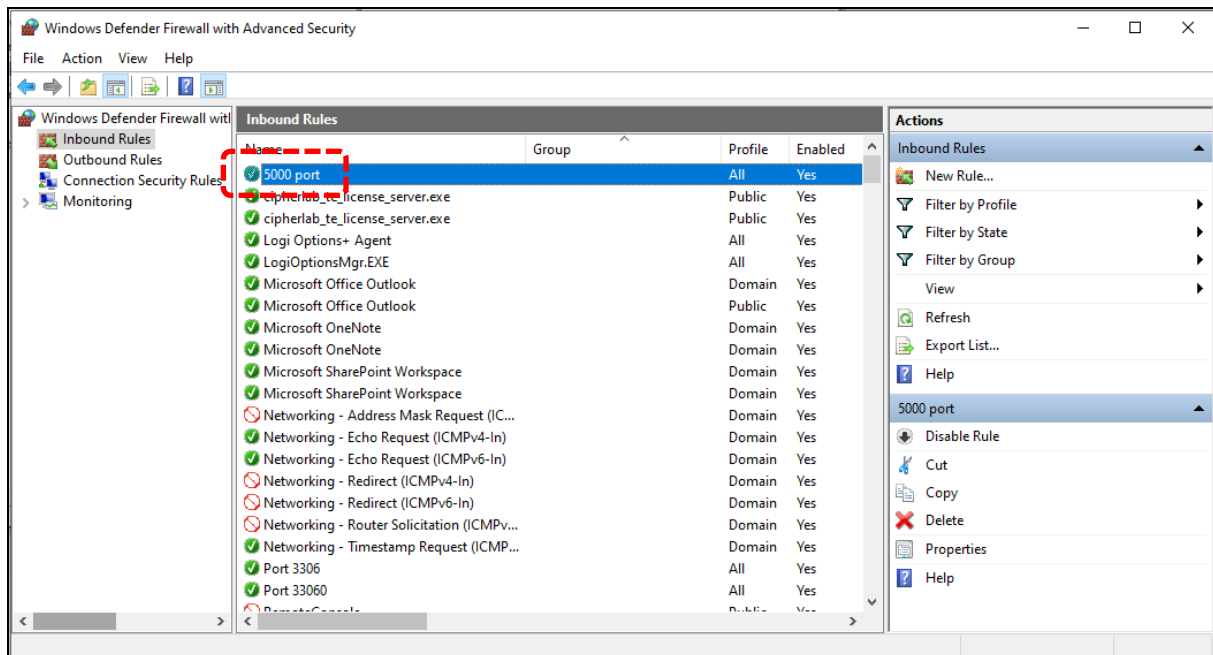 Windows Defender Firewall with Advanced Security
File Action View Help
Windows Defender Firewall witl
Inbound Rules
Outbound Rules
Connection Security Rules
Monitoring
Inbound Rules
Name Group Profile Enabled
5000 port All Yes
cipherlab_te_license_server.exe Public Yes
cipherlab_te_license_server.exe Public Yes
Logi Options+ Agent All Yes
LogiOptionsMgr.EXE All Yes
Microsoft Office Outlook Domain Yes
Microsoft Office Outlook Public Yes
Microsoft OneNote Domain Yes
Microsoft OneNote Domain Yes
Microsoft SharePoint Workspace Domain Yes
Microsoft SharePoint Workspace Domain Yes
Networking - Address Mask Request (IC... Domain Yes
Networking - Echo Request (ICMPv4-In) Domain Yes
Networking - Echo Request (ICMPv6-In) Domain Yes
Networking - Redirect (ICMPv4-In) Domain Yes
Networking - Redirect (ICMPv6-In) Domain Yes
Networking - Router Solicitation (ICMPv... Domain Yes
Networking - Timestamp Request (ICMP... Domain Yes
Port 3306 All Yes
Port 33060 All Yes
RemoteConsole Public Yes
Actions
Inbound Rules
New Rule...
Filter by Profile
Filter by State
Filter by Group
View
Refresh
Export List...
Help
5000 port
Disable Rule
Cut
Copy
Delete
Properties
Help